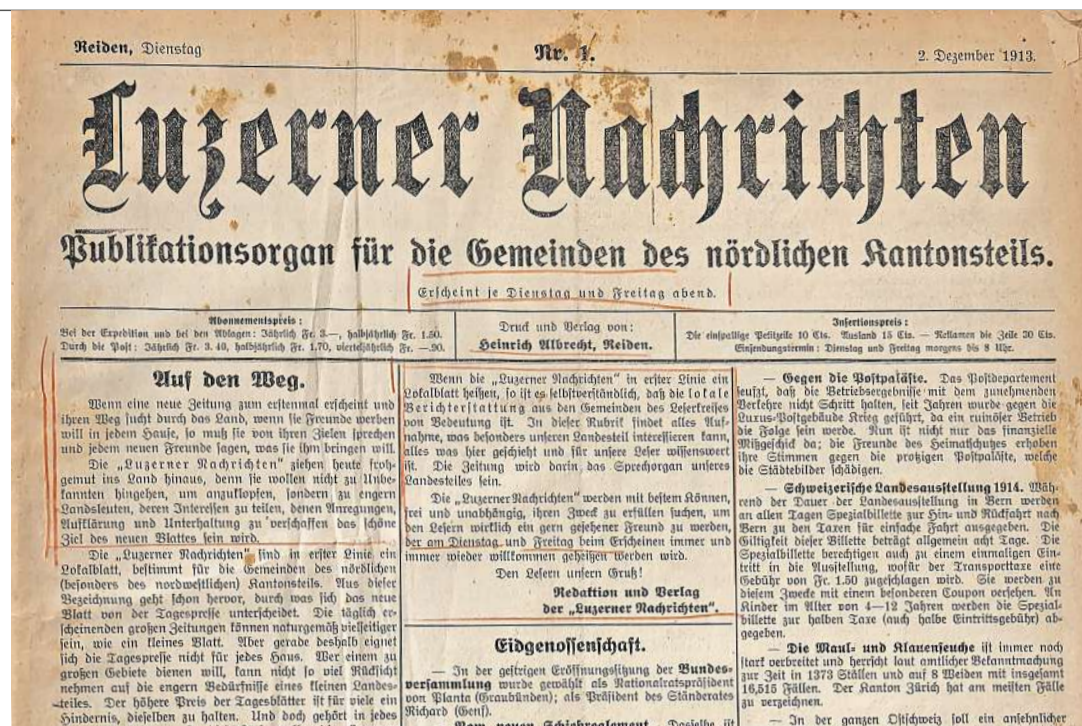 Reiden, Dienstag
Nr. 1.
2. Dezember 1913.
Luzerner Nachrichten
Publikationsorgan für die Gemeinden des nördlichen Kantonsteils.
Erscheint je Dienstag und Freitag abend.
Abonnementspreis:
Bei der Expedition und bei den Ablagen: Jährlich Fr. 3.—, halbjährlich Fr. 1.50.
Durch die Post: Jährlich Fr. 3.40, halbjährlich Fr. 1.70, vierteljährlich Fr. —.90.
Druck und Verlag von:
Heinrich Albrecht, Reiden.
Insertionspreis:
Die einspaltige Petitzeile 10 Cts. Ausland 15 Cts. — Reklamen die Zeile 30 Cts.
Einsendungstermin: Dienstag und Freitag morgens bis 8 Uhr.
Auf den Weg.
Wenn eine neue Zeitung zum erstenmal erscheint und
ihren Weg sucht durch das Land, wenn sie Freunde werben
will in jedem Hause, so muß sie von ihren Zielen sprechen
und jedem neuen Freunde sagen, was sie ihm bringen will.
Die „Luzerner Nachrichten" ziehen heute froh-
gemut ins Land hinaus, denn sie wollen nicht zu Unbe-
kannten hingehen, um anzuklopfen, sondern zu engern
Landsleuten, deren Interessen zu teilen, denen Anregungen,
Aufklärung und Unterhaltung zu verschaffen das schöne
Ziel des neuen Blattes sein wird.
Die „Luzerner Nachrichten" sind in erster Linie ein
Lokalblatt, bestimmt für die Gemeinden des nördlichen
(besonders des nordwestlichen) Kantonsteils. Aus dieser
Bezeichnung geht schon hervor, durch was sich das neue
Blatt von der Tagespresse unterscheidet. Die täglich er-
scheinenden großen Zeitungen können naturgemäß vielseitiger
sein, wie ein kleines Blatt. Aber gerade deshalb eignet
sich die Tagespresse nicht für jedes Haus. Wer einem zu
großen Gebiete dienen will, kann nicht so viel Rücksicht
nehmen auf die engern Bedürfnisse eines kleinen Landes-
teiles. Der höhere Preis der Tagesblätter ist für viele ein
Hindernis, dieselben zu halten. Und doch gehört in jedes
Wenn die „Luzerner Nachrichten" in erster Linie ein
Lokalblatt heißen, so ist es selbstverständlich, daß die lokale
Berichterstattung aus den Gemeinden des Leserkreises
von Bedeutung ist. In dieser Rubrik findet alles Auf-
nahme, was besonders unseren Landesteil interessieren kann,
alles was hier geschieht und für unsere Leser wissenswert
ist. Die Zeitung wird darin das Sprechorgan unseres
Landesteiles sein.
Die „Luzerner Nachrichten" werden mit bestem Können,
frei und unabhängig, ihren Zweck zu erfüllen suchen, um
den Lesern wirklich ein gern gesehener Freund zu werden,
der am Dienstag und Freitag beim Erscheinen immer und
immer wieder willkommen geheißen werden wird.
Den Lesern unsern Gruß!
Redaktion und Verlag
der „Luzerner Nachrichten".
Eidgenossenschaft.
— In der gestrigen Eröffnungssitzung der Bundes-
versammlung wurde gewählt als Nationalratspräsident
von Planta (Graubünden); als Präsident des Ständerates
Richard (Genf).
— Vom neuen Schießreglement. Dasselbe ist
— Gegen die Postpaläste. Das Postdepartement
seufzt, daß die Betriebsergebnisse mit dem zunehmenden
Verkehre nicht Schritt halten, seit Jahren wurde gegen die
Luxus-Postgebäude Krieg geführt, da ein ruinöser Betrieb
die Folge sein werde. Nun ist nicht nur das finanzielle
Mißgeschick da; die Freunde des Heimatschutzes erhoben
ihre Stimmen gegen die protzigen Postpaläste, welche
die Städtebilder schädigen.
— Schweizerische Landesausstellung 1914. Wäh-
rend der Dauer der Landesausstellung in Bern werden
an allen Tagen Spezialbillette zur Hin- und Rückfahrt nach
Bern zu den Taxen für einfache Fahrt ausgegeben. Die
Giltigkeit dieser Billette beträgt allgemein acht Tage. Die
Spezialbillette berechtigen auch zu einem einmaligen Ein-
tritt in die Ausstellung, wofür der Transporttaxe eine
Gebühr von Fr. 1.50 zugeschlagen wird. Sie werden zu
diesem Zwecke mit einem besonderen Coupon versehen. An
Kinder im Alter von 4—12 Jahren werden die Spezial-
billette zur halben Taxe (auch halbe Eintrittsgebühr) ab-
gegeben.
— Die Maul- und Klauenseuche ist immer noch
stark verbreitet und herrscht laut amtlicher Bekanntmachung
zur Zeit in 1373 Ställen und auf 8 Weiden mit insgesamt
16,515 Fällen. Der Kanton Zürich hat am meisten Fälle
zu verzeichnen.
— In der ganzen Ostschweiz soll ein ansehnlicher